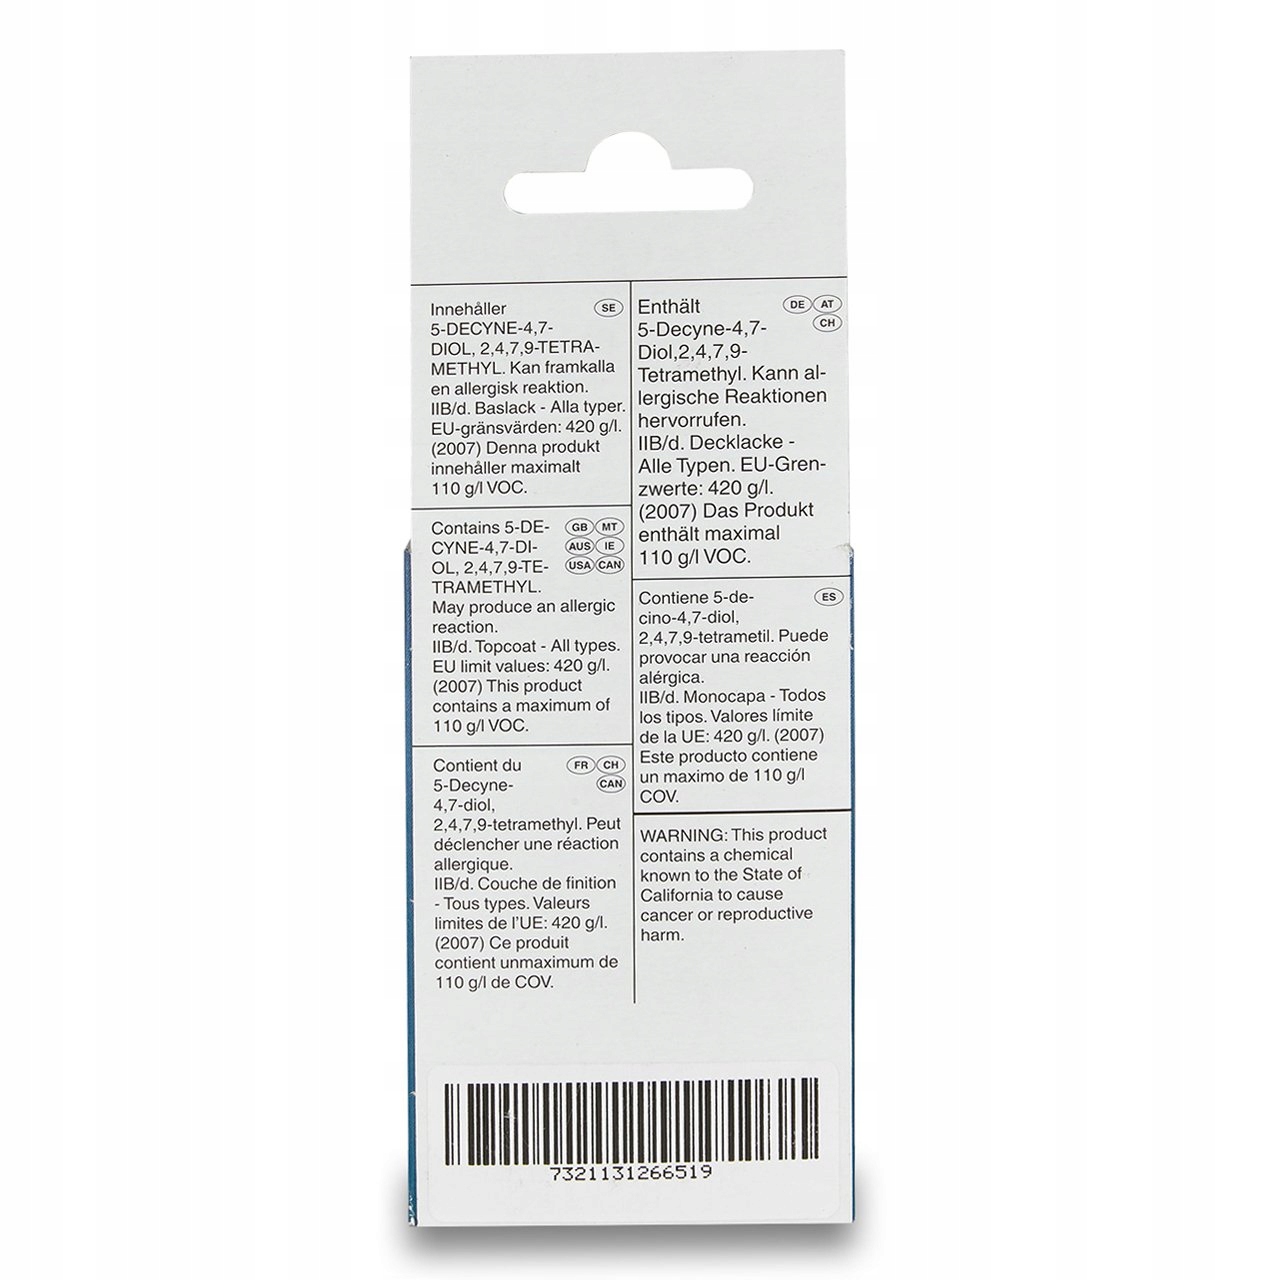 Innehåller SE
5-DECYNE-4,7-
DIOL, 2,4,7,9-TETRA-
METHYL. Kan framkalla
en allergisk reaktion.
IIB/d. Baslack - Alla typer.
EU-gränsvärden: 420 g/l.
(2007) Denna produkt
innehåller maximalt
110 g/l VOC.
Contains 5-DE- GB MT
CYNE-4,7-DI- AUS IE
OL, 2,4,7,9-TE- USA CAN
TRAMETHYL.
May produce an allergic
reaction.
IIB/d. Topcoat - All types.
EU limit values: 420 g/l.
(2007) This product
contains a maximum of
110 g/l VOC.
Contient du FR CH
5-Decyne- CAN
4,7-diol,
2,4,7,9-tetramethyl. Peut
déclencher une réaction
allergique.
IIB/d. Couche de finition
- Tous types. Valeurs
limites de l'UE: 420 g/l.
(2007) Ce produit
contient unmaximum de
110 g/l de COV.
Enthält DE AT
5-Decyne-4,7- CH
Diol,2,4,7,9-
Tetramethyl. Kann al-
lergische Reaktionen
hervorrufen.
IIB/d. Decklacke -
Alle Typen. EU-Gren-
zwerte: 420 g/l.
(2007) Das Produkt
enthält maximal
110 g/l VOC.
Contiene 5-de- ES
cino-4,7-diol,
2,4,7,9-tetrametil. Puede
provocar una reacción
alérgica.
IIB/d. Monocapa - Todos
los tipos. Valores límite
de la UE: 420 g/l. (2007)
Este producto contiene
un maximo de 110 g/l
COV.
WARNING: This product
contains a chemical
known to the State of
California to cause
cancer or reproductive
harm.
7321131266519